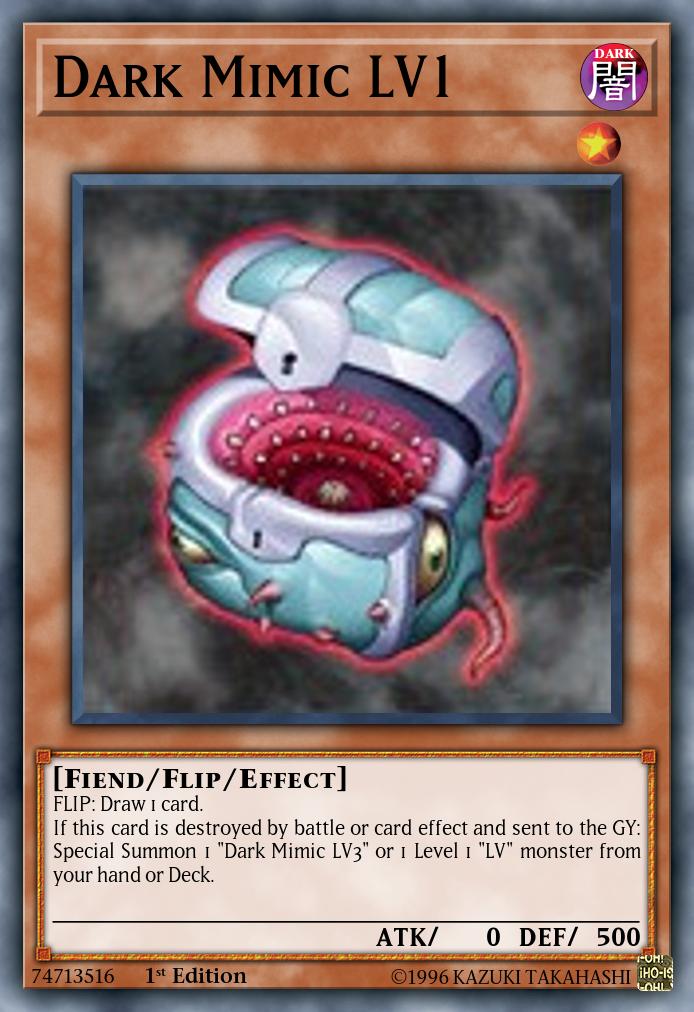 Dark Mimic LV1
DARK
闇
[Fiend/Flip/Effect]
FLIP: Draw 1 card.
If this card is destroyed by battle or card effect and sent to the GY:
Special Summon 1 "Dark Mimic LV3" or 1 Level 1 "LV" monster from
your hand or Deck.
ATK/ 0 DEF/ 500
74713516 1st Edition ©1996 KAZUKI TAKAHASHI